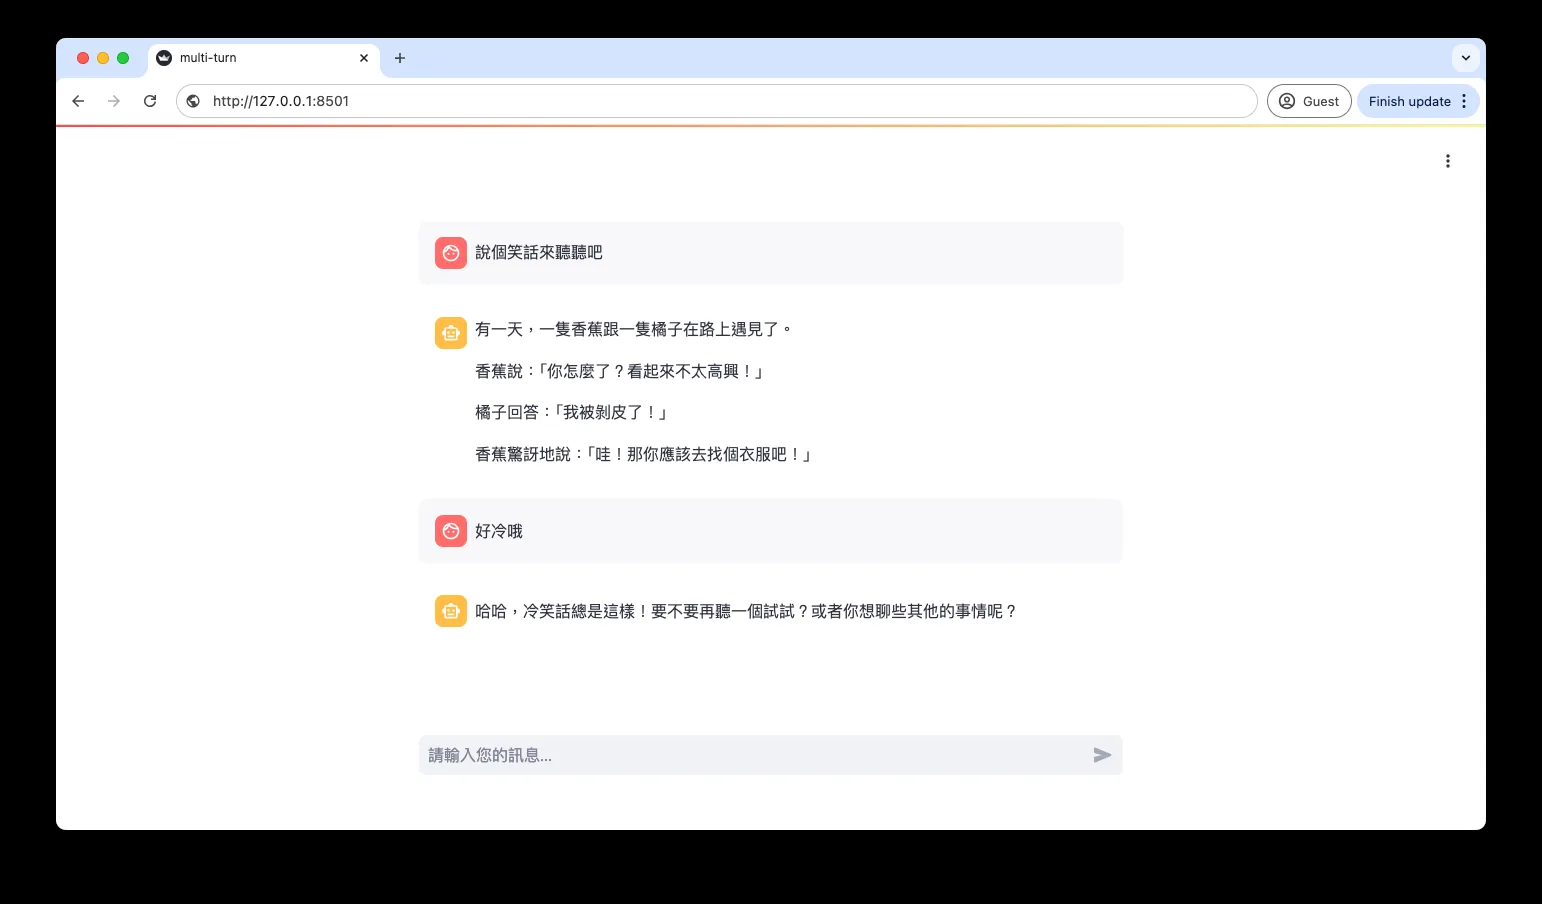 multi-turn
http://127.0.0.1:8501
Guest
Finish update
說個笑話來聽聽吧
有一天，一隻香蕉跟一隻橘子在路上遇見了。
香蕉說：「你怎麼了？看起來不太高興！」
橘子回答：「我被剝皮了！」
香蕉驚訝地說：「哇！那你應該去找個衣服吧！」
好冷哦
哈哈，冷笑話總是這樣！要不要再聽一個試試？或者你想聊些其他的事情呢？
請輸入您的訊息...